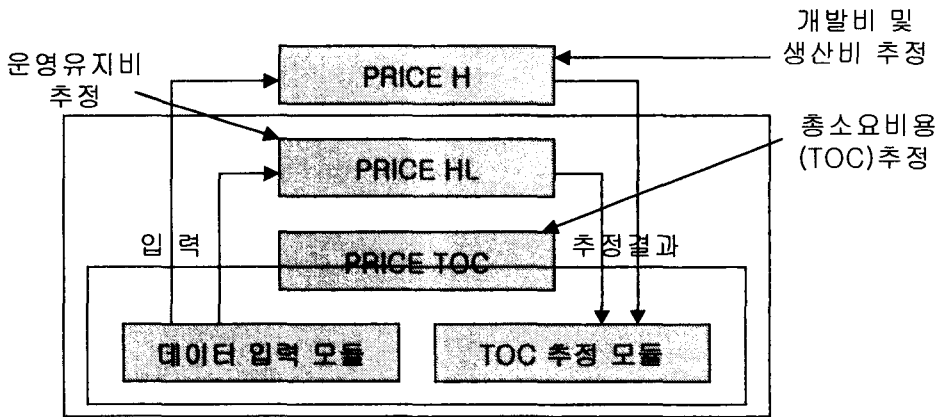 개발비 및
생산비 추정
운영유지비
추정
PRICE H
총소요비용
(TOC)추정
PRICE HL
입 력
추정결과
PRICE TOC
데이터 입력 모듈
TOC 추정 모듈